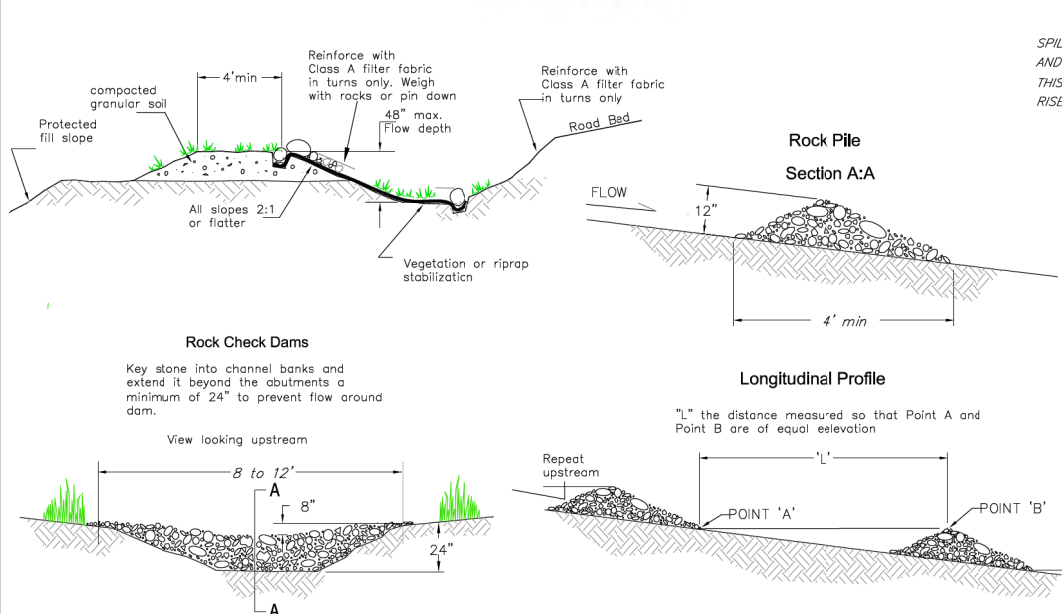 SPIL
AND
THIS
RISE
Reinforce with
Class A filter fabric
in turns only. Weigh
with rocks or pin down
4'min
compacted
granular soil
Protected
fill slope
48" max.
Flow depth
Reinforce with
Class A filter fabric
in turns only
Road Bed
All slopes 2:1
or flatter
Vegetation or riprap
stabilization
Rock Pile
Section A:A
FLOW
12"
4' min
Rock Check Dams
Key stone into channel banks and
extend it beyond the abutments a
minimum of 24" to prevent flow around
dam.
View looking upstream
8 to 12'
A
8"
24"
A
Longitudinal Profile
"L" the distance measured so that Point A and
Point B are of equal eelevation
'L'
Repeat
upstream
POINT 'A'
POINT 'B'